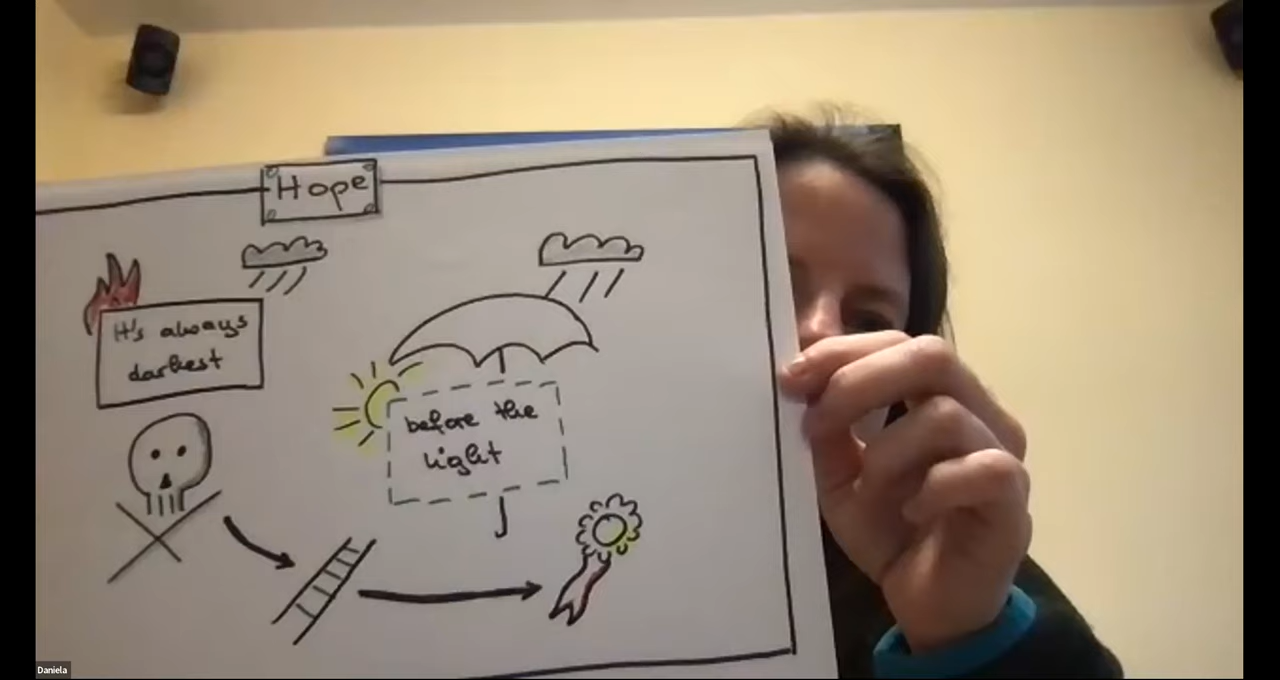 Hope
It's always
darkest
before the
light
Daniela